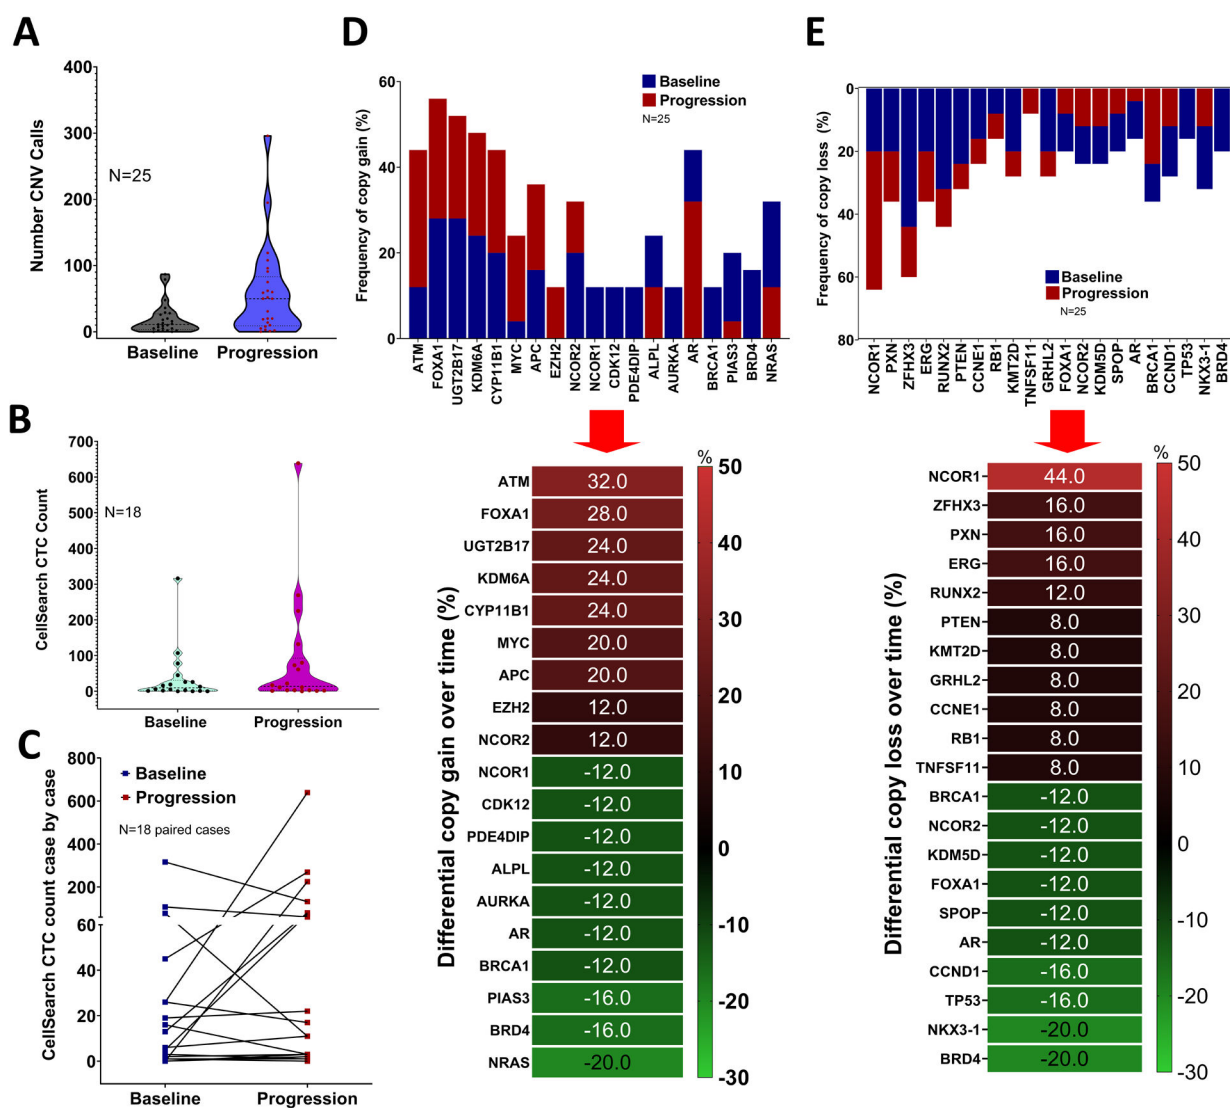 A
400
300
200
100
0
Number CNV Calls
N=25
Baseline
Progression
B
700
600
500
400
300
200
100
0
CellSearch CTC Count
N=18
Baseline
Progression
C
800
600
400
200
60
40
20
0
CellSearch CTC count case by case
Baseline
Progression
N=18 paired cases
Baseline
Progression
D
60
40
20
0
Frequency of copy gain (%)
Baseline
Progression
N=25
ATM
FOXA1
UGT2B17
KDM6A
CYP11B1
MYC
APC
EZH2
NCOR2
NCOR1
CDK12
PDE4DIP
ALPL
AURKA
AR
BRCA1
PIAS3
BRD4
NRAS
Differential copy gain over time (%)
ATM 32.0
FOXA1 28.0
UGT2B17 24.0
KDM6A 24.0
CYP11B1 24.0
MYC 20.0
APC 20.0
EZH2 12.0
NCOR2 12.0
NCOR1 -12.0
CDK12 -12.0
PDE4DIP -12.0
ALPL -12.0
AURKA -12.0
AR -12.0
BRCA1 -12.0
PIAS3 -16.0
BRD4 -16.0
NRAS -20.0
%
50
40
30
20
10
0
-10
-20
-30
E
0
20
40
60
80
Frequency of copy loss (%)
Baseline
Progression
N=25
NCOR1
PXN
ZFHX3
ERG
RUNX2
PTEN
CCNE1
RB1
KMT2D
TNFSF11
GRHL2
FOXA1
NCOR2
KDM5D
SPOP
AR
BRCA1
CCND1
TP53
NKX3-1
BRD4
Differential copy loss over time (%)
NCOR1 44.0
ZFHX3 16.0
PXN 16.0
ERG 16.0
RUNX2 12.0
PTEN 8.0
KMT2D 8.0
GRHL2 8.0
CCNE1 8.0
RB1 8.0
TNFSF11 8.0
BRCA1 -12.0
NCOR2 -12.0
KDM5D -12.0
FOXA1 -12.0
SPOP -12.0
AR -12.0
CCND1 -16.0
TP53 -16.0
NKX3-1 -20.0
BRD4 -20.0
%
50
40
30
20
10
0
-10
-20
-30